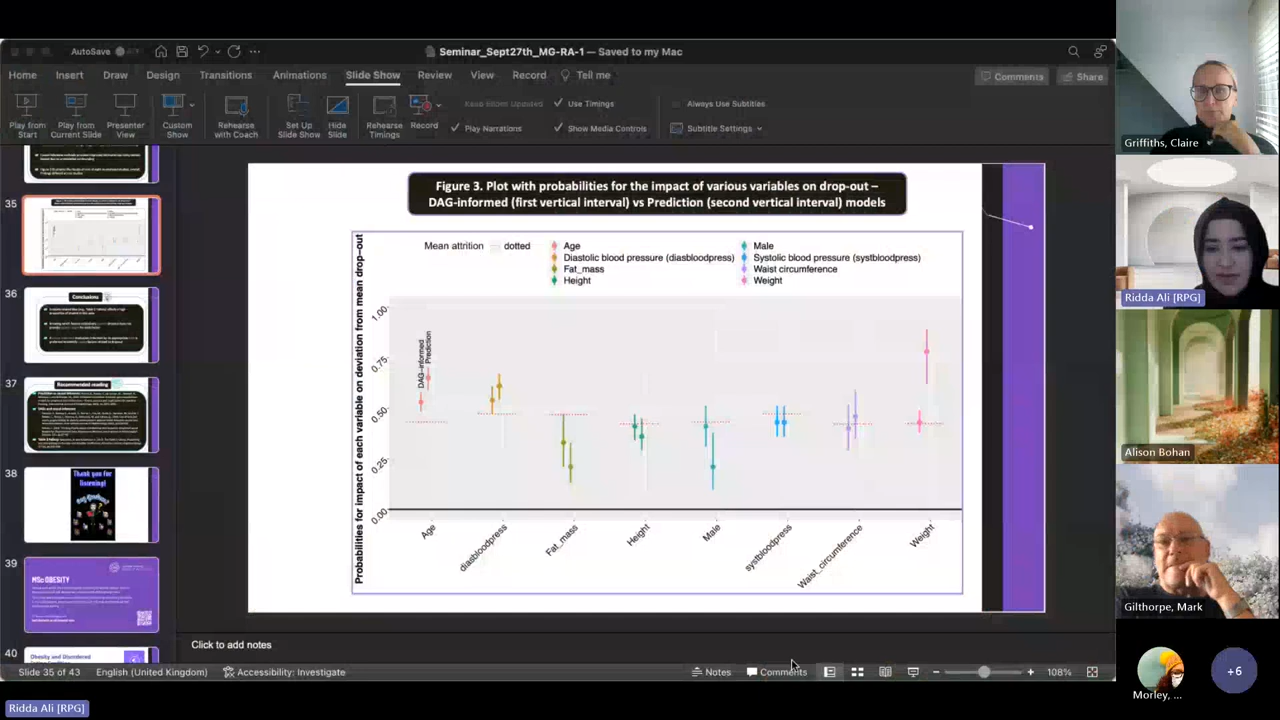 AutoSave
Seminar_Sept27th_MG-RA-1 — Saved to my Mac
Home Insert Draw Design Transitions Animations Slide Show Review View Record Tell me
Comments Share
Play from Start
Play from Current Slide
Presenter View
Custom Show
Rehearse with Coach
Set Up Slide Show
Hide Slide
Rehearse Timings
Record
Keep Slides Updated
Use Timings
Play Narrations
Show Media Controls
Always Use Subtitles
Subtitle Settings
35
36
Conclusions
37
Recommended reading
38
Thank you for listening!
39
MSc OBESITY
40
Obesity and Disordered
Figure 3. Plot with probabilities for the impact of various variables on drop-out –
DAG-informed (first vertical interval) vs Prediction (second vertical interval) models
Mean attrition dotted
Age
Diastolic blood pressure (diasbloodpress)
Fat_mass
Height
Male
Systolic blood pressure (systbloodpress)
Waist circumference
Weight
Probabilities for impact of each variable on deviation from mean drop-out
1.00
0.75
0.50
0.25
0.00
DAG-informed
Prediction
Age
diasbloodpress
Fat_mass
Height
Male
systbloodpress
Waist_circumference
Weight
Click to add notes
Slide 35 of 43 English (United Kingdom) Accessibility: Investigate
Notes Comments 108%
Griffiths, Claire
Ridda Ali [RPG]
Alison Bohan
Gilthorpe, Mark
Morley, ...
+6
Ridda Ali [RPG]